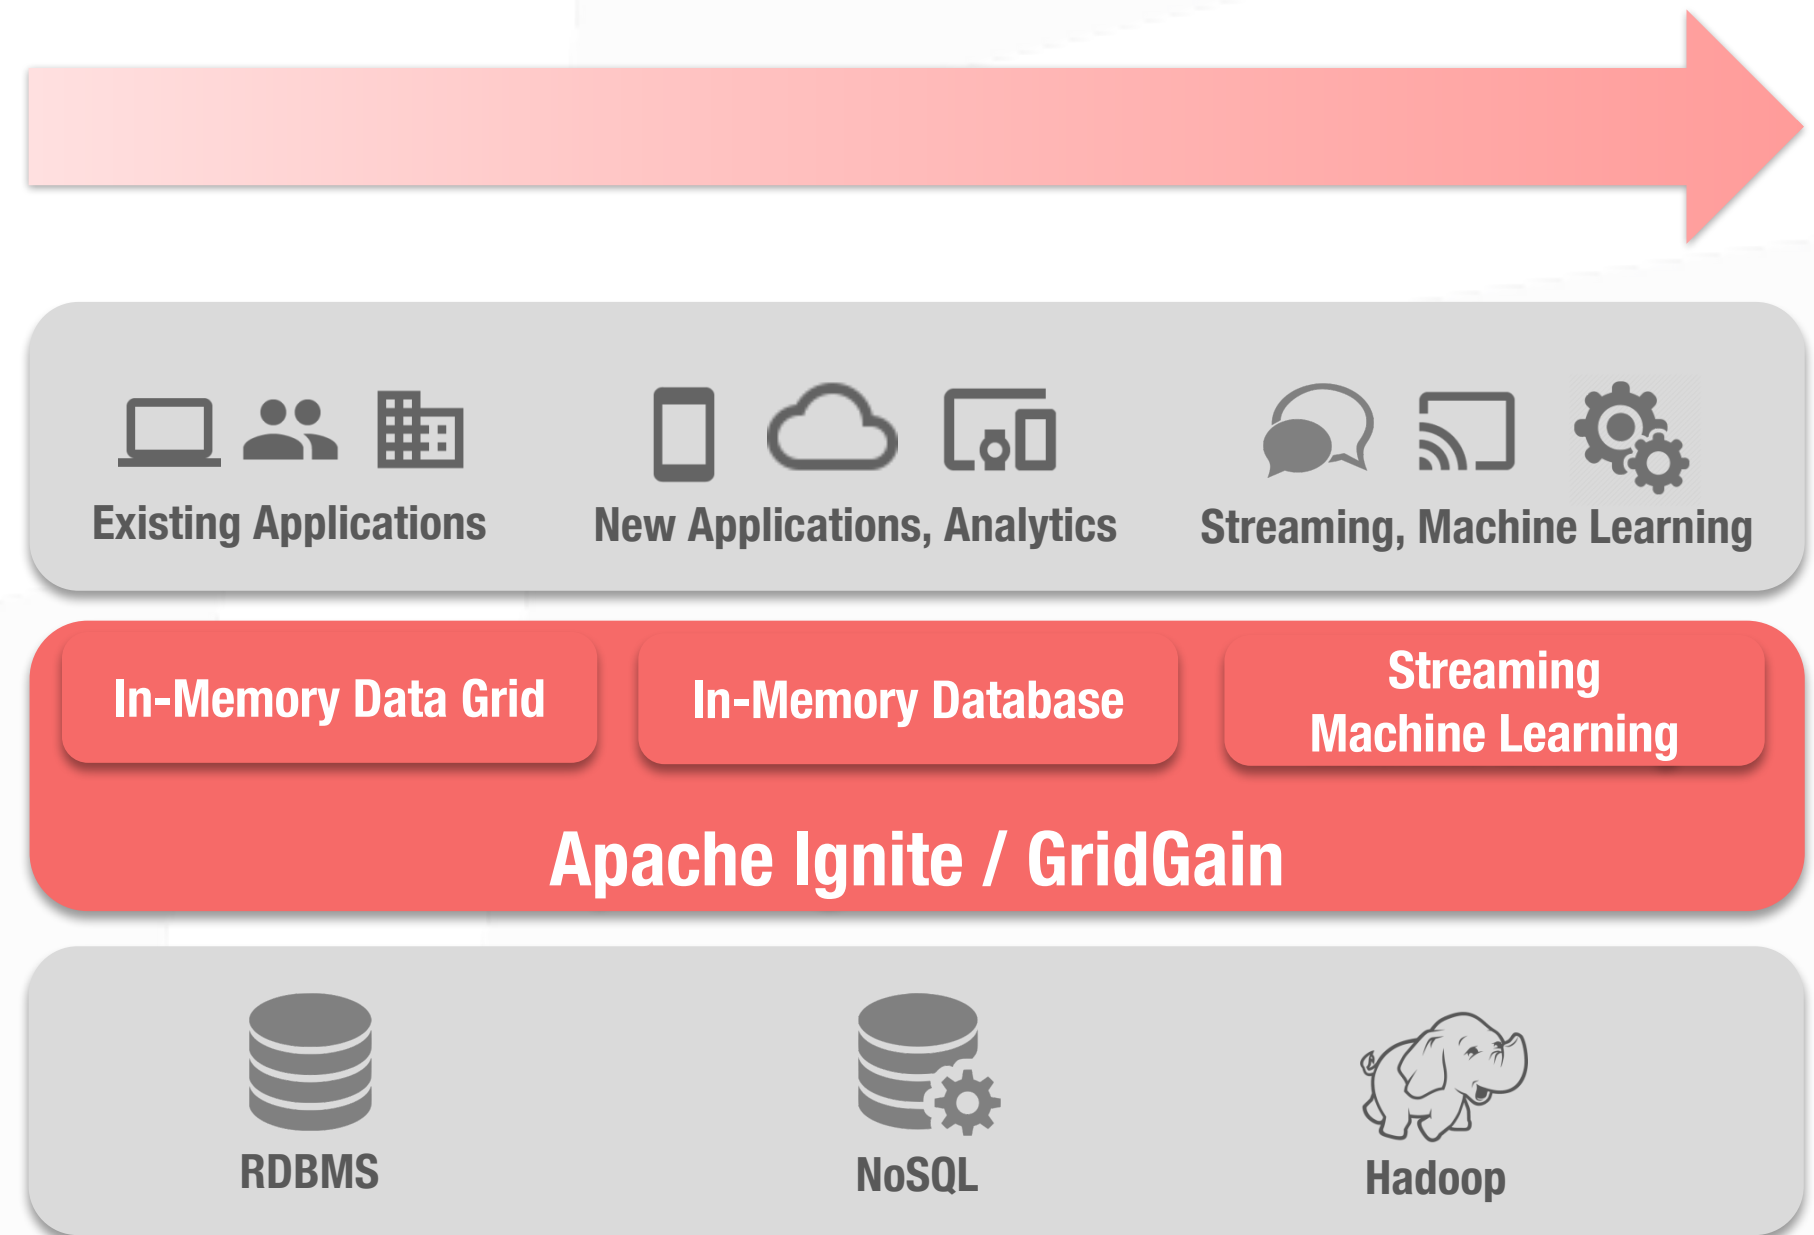 Existing Applications
New Applications, Analytics
Streaming, Machine Learning
In-Memory Data Grid
In-Memory Database
Streaming
Machine Learning
Apache Ignite / GridGain
RDBMS
NoSQL
Hadoop